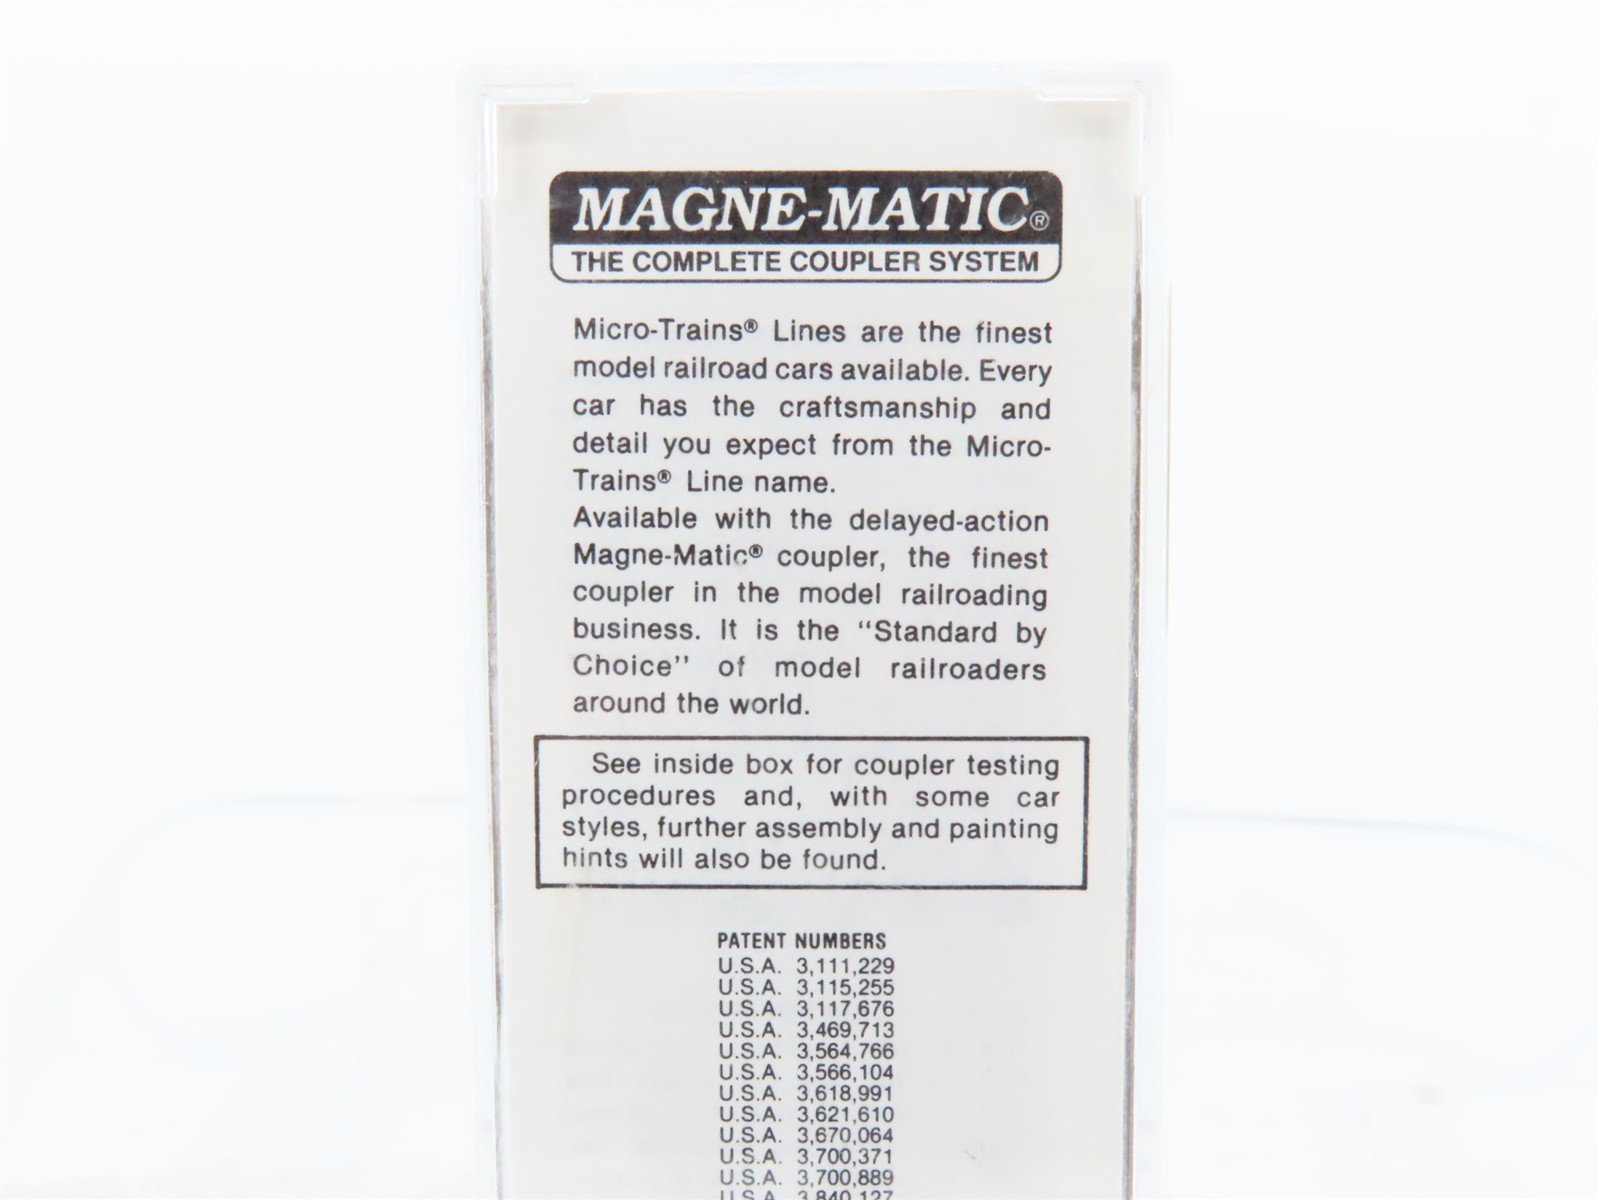 MAGNE-MATIC®
THE COMPLETE COUPLER SYSTEM
Micro-Trains® Lines are the finest
model railroad cars available. Every
car has the craftsmanship and
detail you expect from the Micro-
Trains® Line name.
Available with the delayed-action
Magne-Matic® coupler, the finest
coupler in the model railroading
business. It is the "Standard by
Choice" of model railroaders
around the world.
See inside box for coupler testing
procedures and, with some car
styles, further assembly and painting
hints will also be found.
PATENT NUMBERS
U.S.A. 3,111,229
U.S.A. 3,115,255
U.S.A. 3,117,676
U.S.A. 3,469,713
U.S.A. 3,564,766
U.S.A. 3,566,104
U.S.A. 3,618,991
U.S.A. 3,621,610
U.S.A. 3,670,064
U.S.A. 3,700,371
U.S.A. 3,700,889
U.S.A. 3,840,127